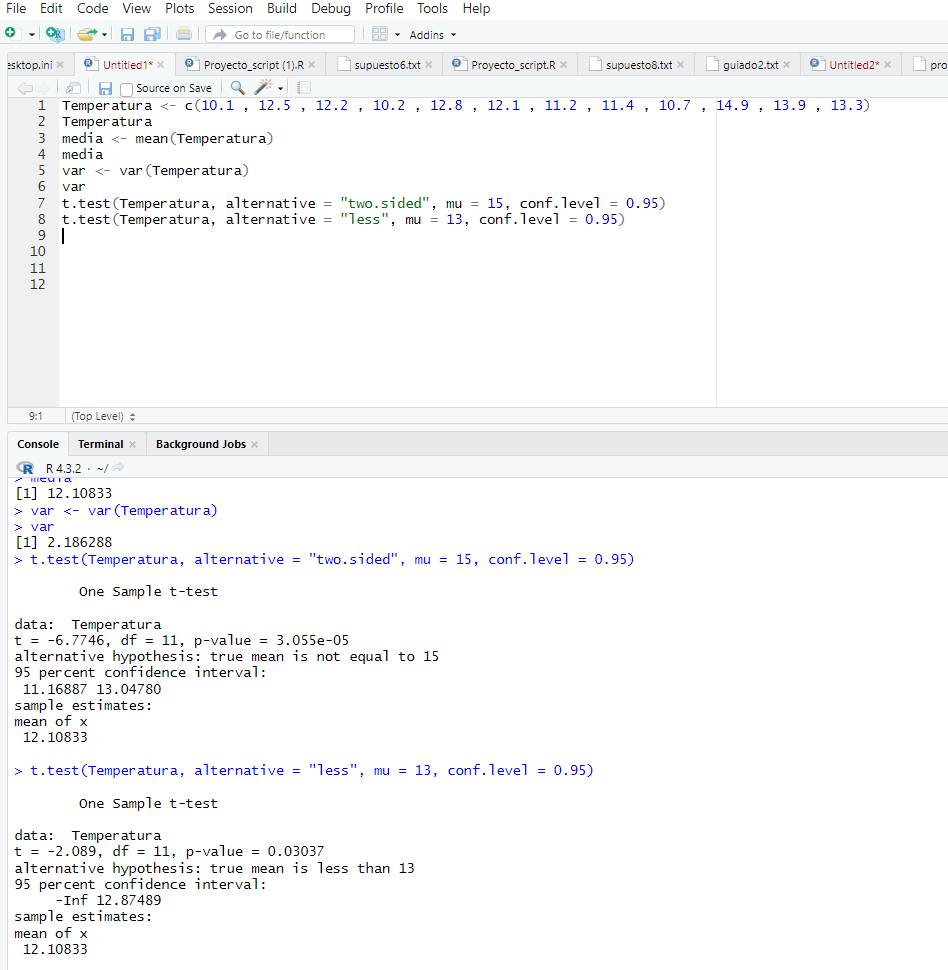 File Edit Code View Plots Session Build Debug Profile Tools Help
Go to file/function Addins
esktop.ini Untitled1* Proyecto_script (1).R supuesto6.txt Proyecto_script.R supuesto8.txt guiado2.txt Untitled2* pro
Source on Save
1 Temperatura <- c(10.1 , 12.5 , 12.2 , 10.2 , 12.8 , 12.1 , 11.2 , 11.4 , 10.7 , 14.9 , 13.9 , 13.3)
2 Temperatura
3 media <- mean(Temperatura)
4 media
5 var <- var(Temperatura)
6 var
7 t.test(Temperatura, alternative = "two.sided", mu = 15, conf.level = 0.95)
8 t.test(Temperatura, alternative = "less", mu = 13, conf.level = 0.95)
9
10
11
12
9:1 (Top Level)
Console Terminal Background Jobs
R R 4.3.2 · ~/
> media
[1] 12.10833
> var <- var(Temperatura)
> var
[1] 2.186288
> t.test(Temperatura, alternative = "two.sided", mu = 15, conf.level = 0.95)
One Sample t-test
data: Temperatura
t = -6.7746, df = 11, p-value = 3.055e-05
alternative hypothesis: true mean is not equal to 15
95 percent confidence interval:
11.16887 13.04780
sample estimates:
mean of x
12.10833
> t.test(Temperatura, alternative = "less", mu = 13, conf.level = 0.95)
One Sample t-test
data: Temperatura
t = -2.089, df = 11, p-value = 0.03037
alternative hypothesis: true mean is less than 13
95 percent confidence interval:
-Inf 12.87489
sample estimates:
mean of x
12.10833